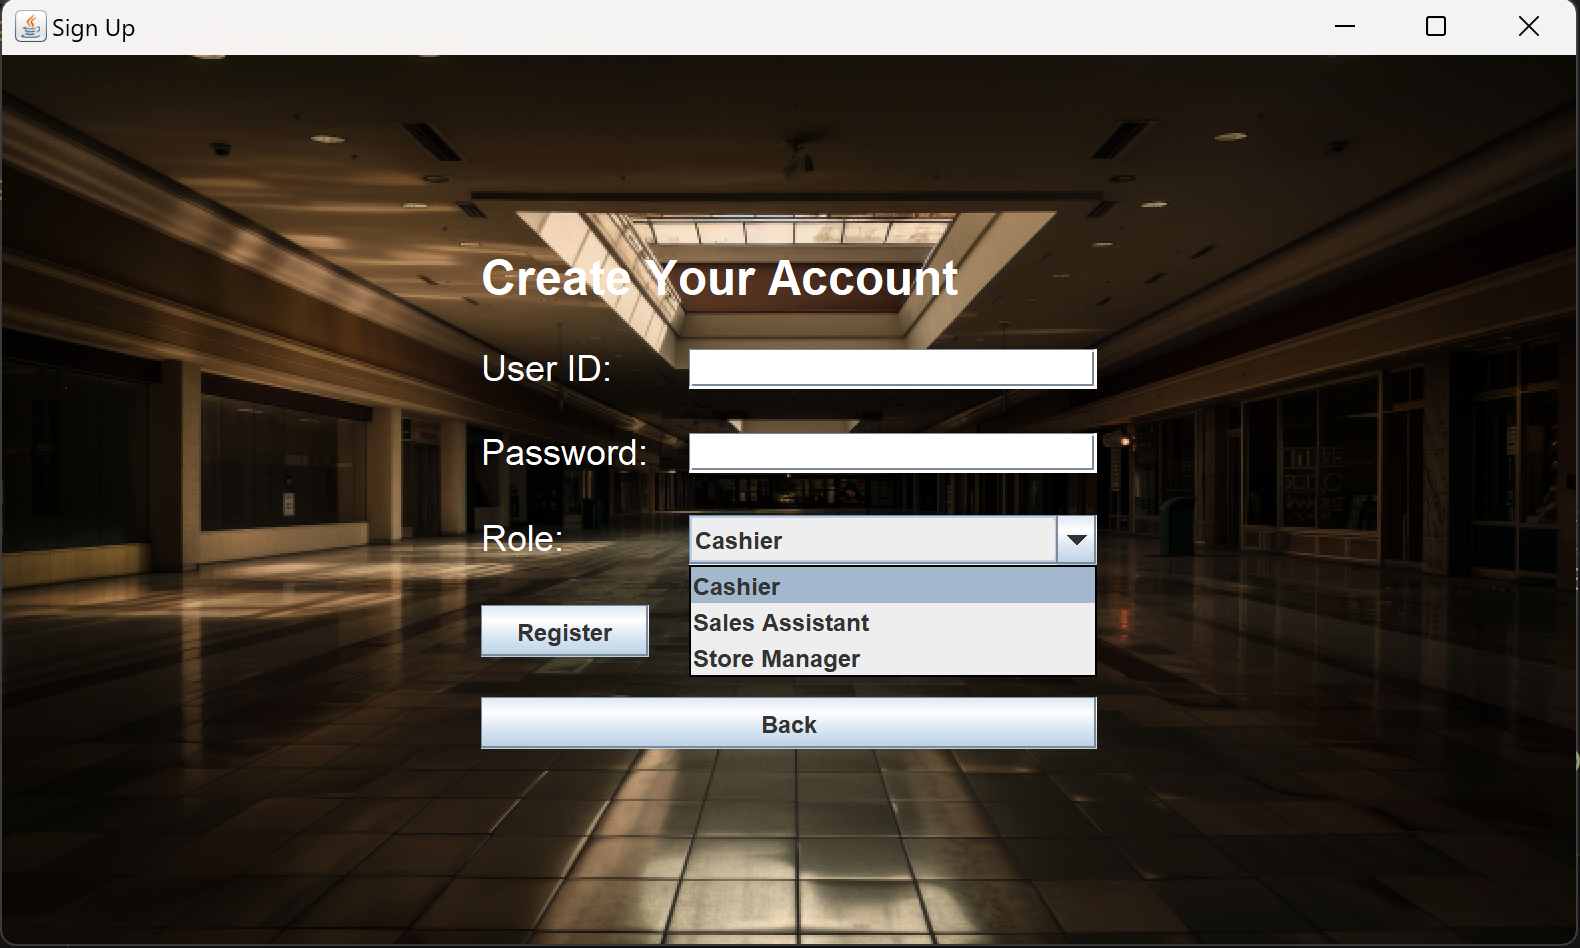 Sign Up
Create Your Account
User ID:
Password:
Role:
Cashier
Cashier
Sales Assistant
Store Manager
Register
Back